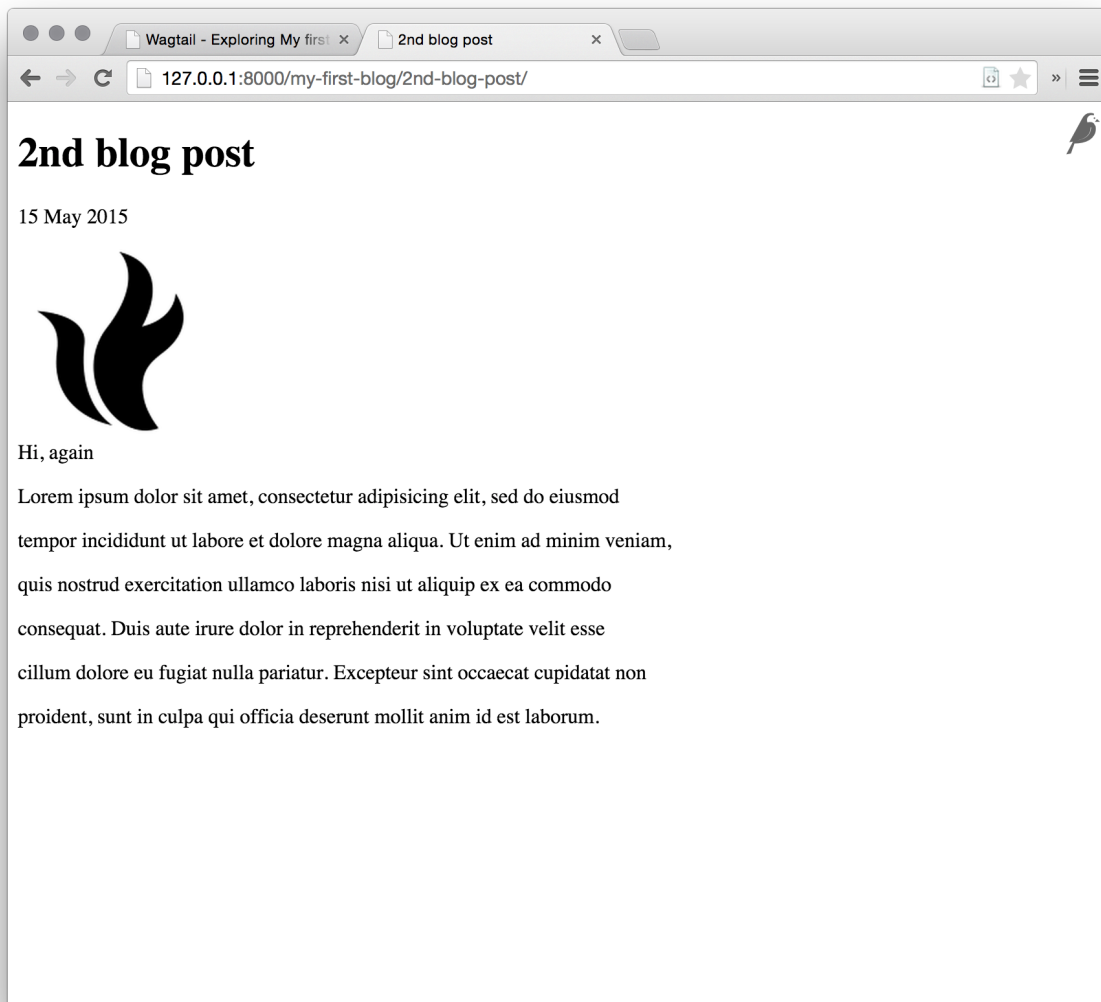 Wagtail - Exploring My first
2nd blog post
127.0.0.1:8000/my-first-blog/2nd-blog-post/
2nd blog post
15 May 2015
Hi, again
Lorem ipsum dolor sit amet, consectetur adipisicing elit, sed do eiusmod
tempor incididunt ut labore et dolore magna aliqua. Ut enim ad minim veniam,
quis nostrud exercitation ullamco laboris nisi ut aliquip ex ea commodo
consequat. Duis aute irure dolor in reprehenderit in voluptate velit esse
cillum dolore eu fugiat nulla pariatur. Excepteur sint occaecat cupidatat non
proident, sunt in culpa qui officia deserunt mollit anim id est laborum.